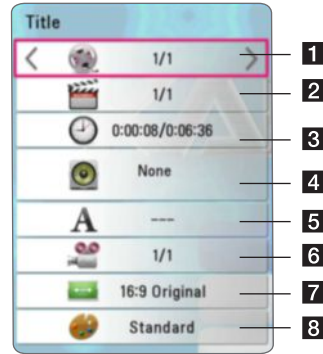 Title
1/1 1
1/1 2
0:00:08/0:06:36 3
None 4
A --- 5
1/1 6
16:9 Original 7
Standard 8